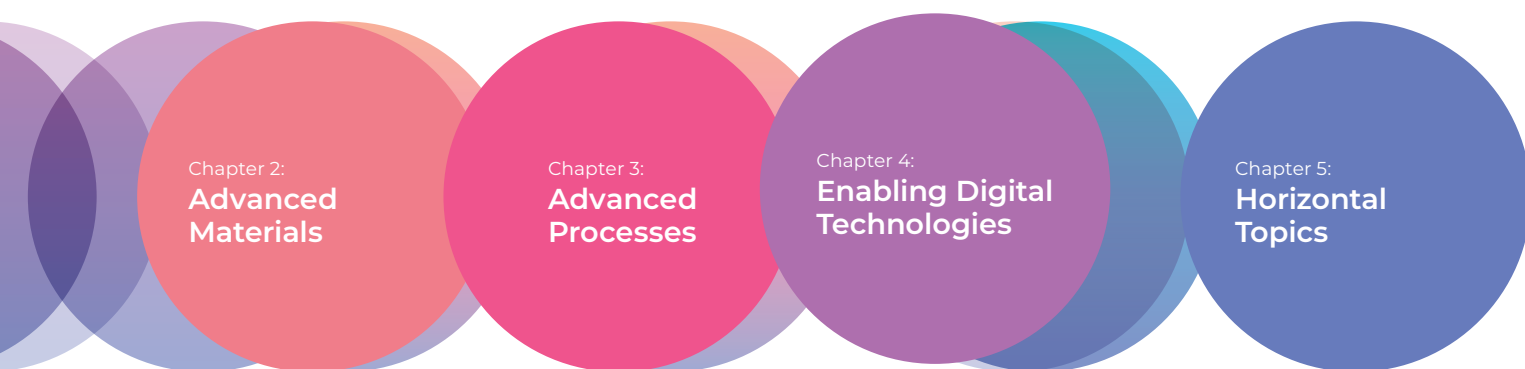 Chapter 2:
Advanced
Materials
Chapter 3:
Advanced
Processes
Chapter 4:
Enabling Digital
Technologies
Chapter 5:
Horizontal
Topics